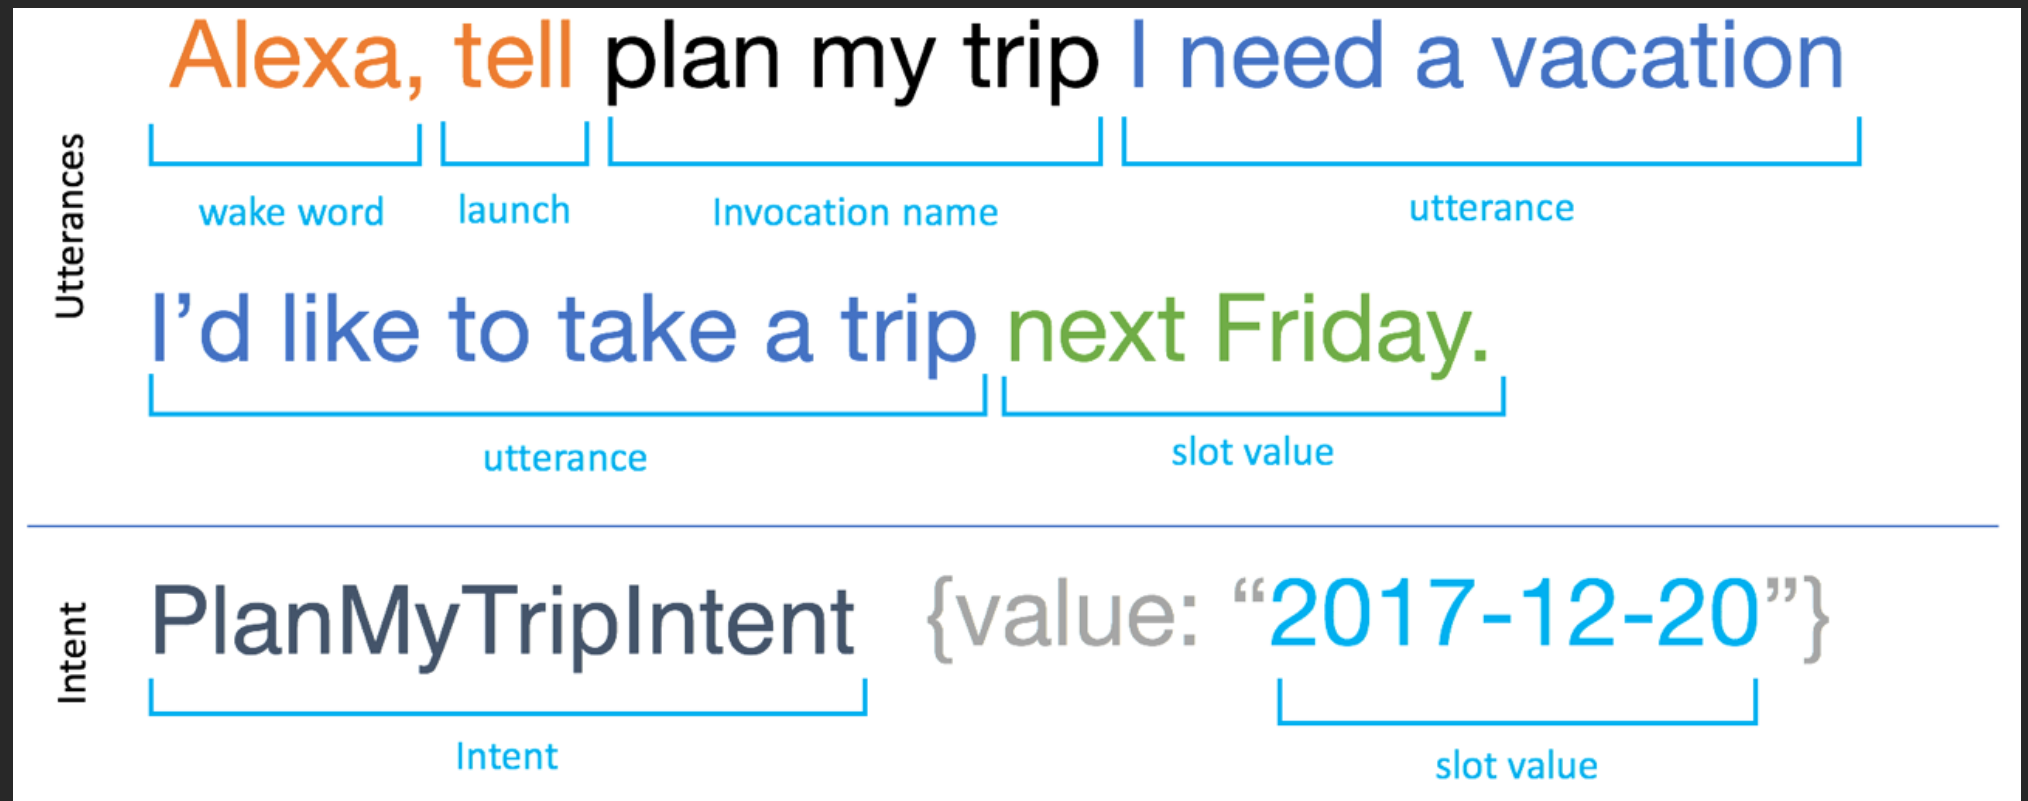 Alexa, tell plan my trip I need a vacation
wake word launch Invocation name utterance
Utterances
I’d like to take a trip next Friday.
utterance slot value
PlanMyTripIntent {value: “2017-12-20”}
Intent
Intent slot value